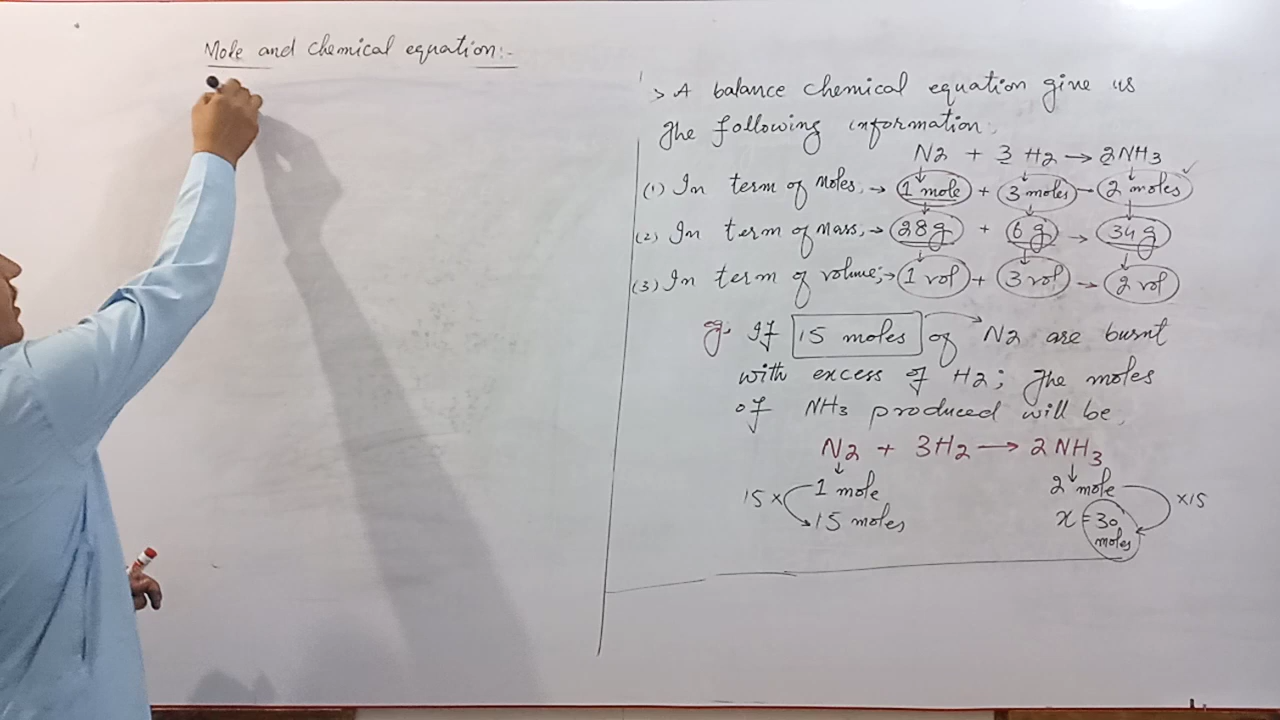 Mole and chemical equation:-
> A balance chemical equation give us
the following information.
N2 + 3 H2 → 2NH3
(1) In term of Moles, → 1 mole + 3 moles → 2 moles
(2) In term of Mass, → 28g + 6g → 34g
(3) In term of volume; → 1 vol + 3 vol → 2 vol
If 15 moles of N2 are burnt
with excess of H2; The moles
of NH3 produced will be,
N2 + 3H2 → 2NH3
15 × 1 mole 2 mole ×15
15 moles x = 30
moles